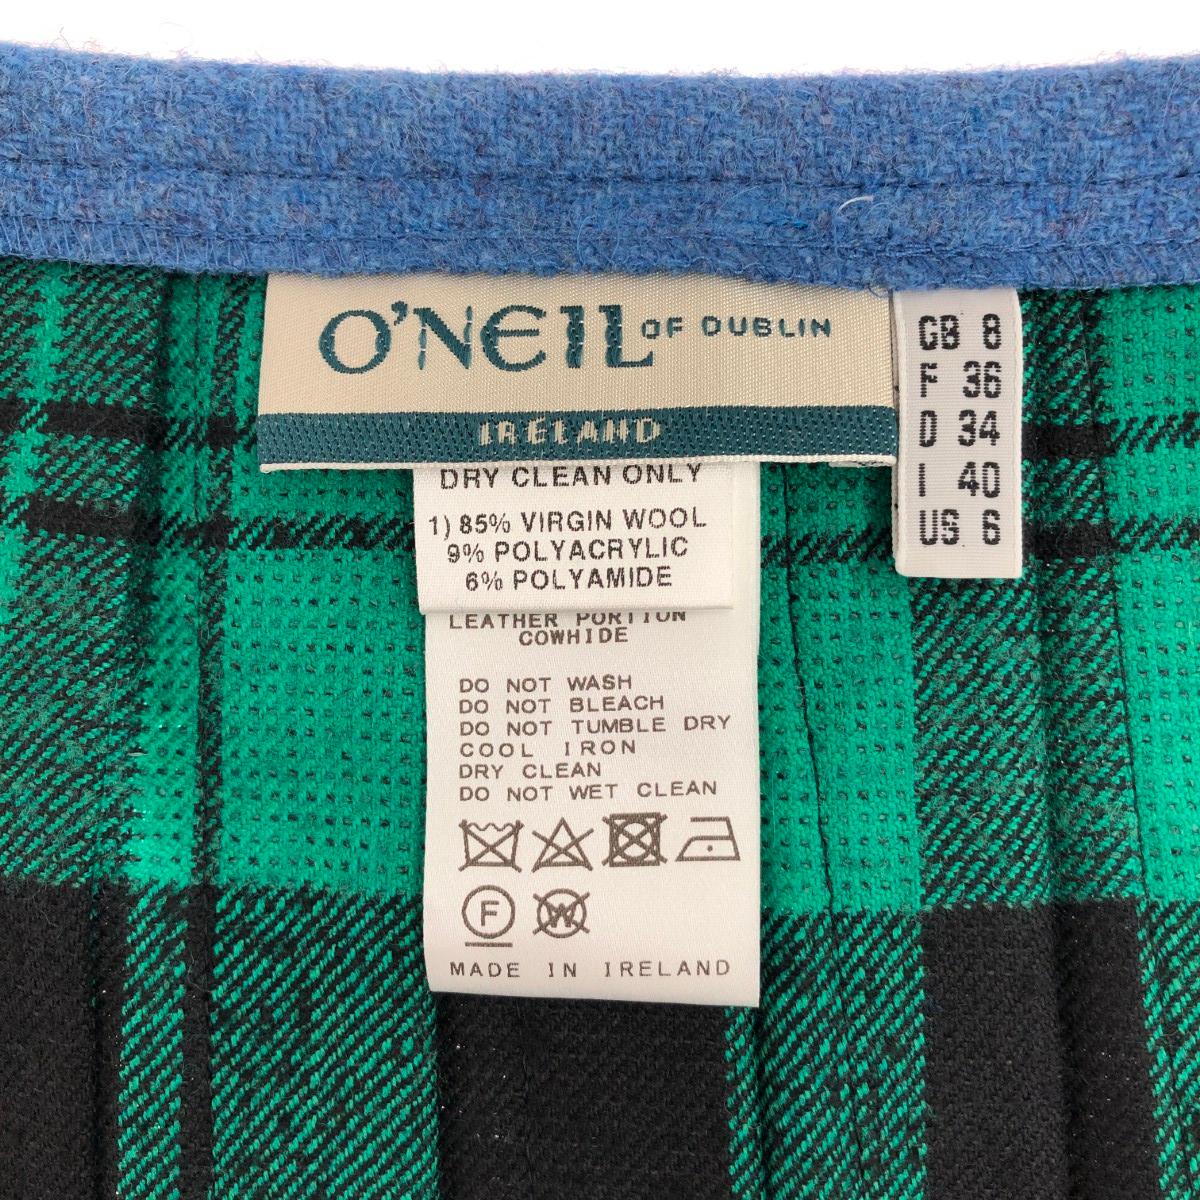 O'NEIL OF DUBLIN
IRELAND
GB 8
F 36
D 34
I 40
US 6
DRY CLEAN ONLY
1) 85% VIRGIN WOOL
9% POLYACRYLIC
6% POLYAMIDE
LEATHER PORTION
COWHIDE
DO NOT WASH
DO NOT BLEACH
DO NOT TUMBLE DRY
COOL IRON
DRY CLEAN
DO NOT WET CLEAN
F W
MADE IN IRELAND